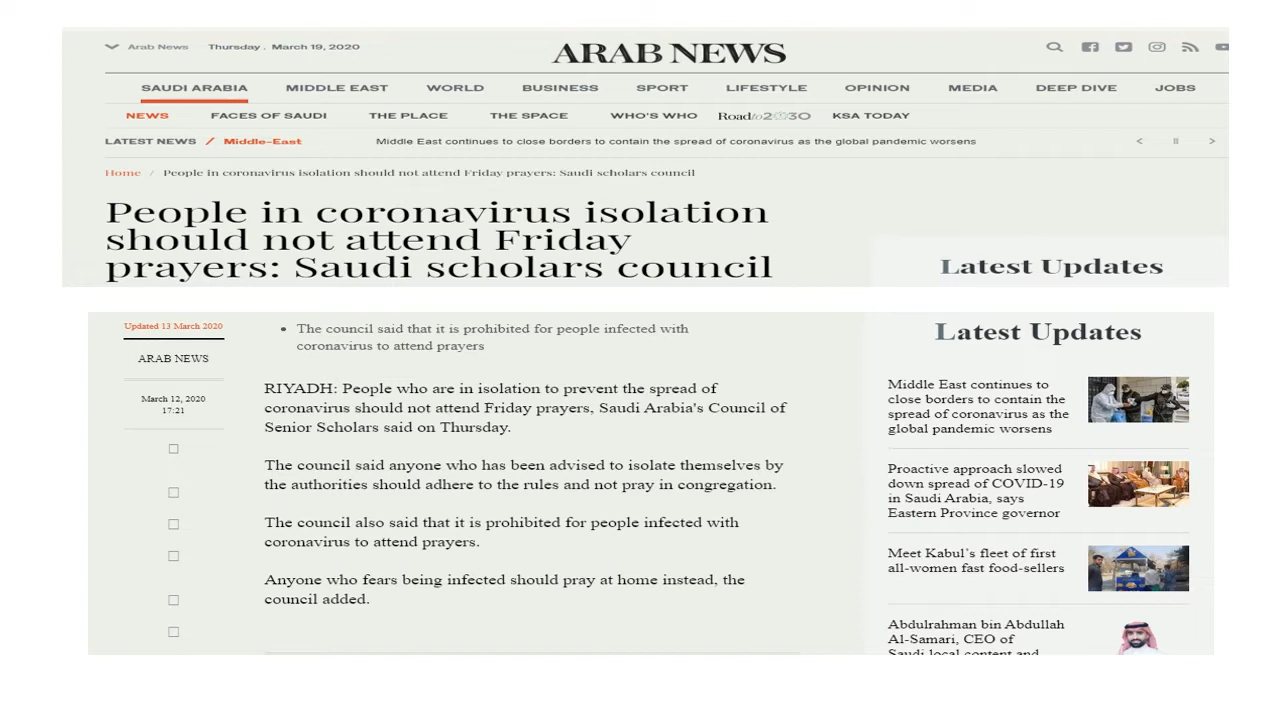 Arab News Thursday . March 19, 2020
ARAB NEWS
SAUDI ARABIA MIDDLE EAST WORLD BUSINESS SPORT LIFESTYLE OPINION MEDIA DEEP DIVE JOBS
NEWS FACES OF SAUDI THE PLACE THE SPACE WHO'S WHO Road to 2030 KSA TODAY
LATEST NEWS / Middle-East Middle East continues to close borders to contain the spread of coronavirus as the global pandemic worsens
Home / People in coronavirus isolation should not attend Friday prayers: Saudi scholars council
People in coronavirus isolation
should not attend Friday
prayers: Saudi scholars council
Latest Updates
Updated 13 March 2020
ARAB NEWS
March 12, 2020
17:21
• The council said that it is prohibited for people infected with
coronavirus to attend prayers
RIYADH: People who are in isolation to prevent the spread of
coronavirus should not attend Friday prayers, Saudi Arabia's Council of
Senior Scholars said on Thursday.
The council said anyone who has been advised to isolate themselves by
the authorities should adhere to the rules and not pray in congregation.
The council also said that it is prohibited for people infected with
coronavirus to attend prayers.
Anyone who fears being infected should pray at home instead, the
council added.
Latest Updates
Middle East continues to
close borders to contain the
spread of coronavirus as the
global pandemic worsens
Proactive approach slowed
down spread of COVID-19
in Saudi Arabia, says
Eastern Province governor
Meet Kabul's fleet of first
all-women fast food-sellers
Abdulrahman bin Abdullah
Al-Samari, CEO of
Saudi local content and